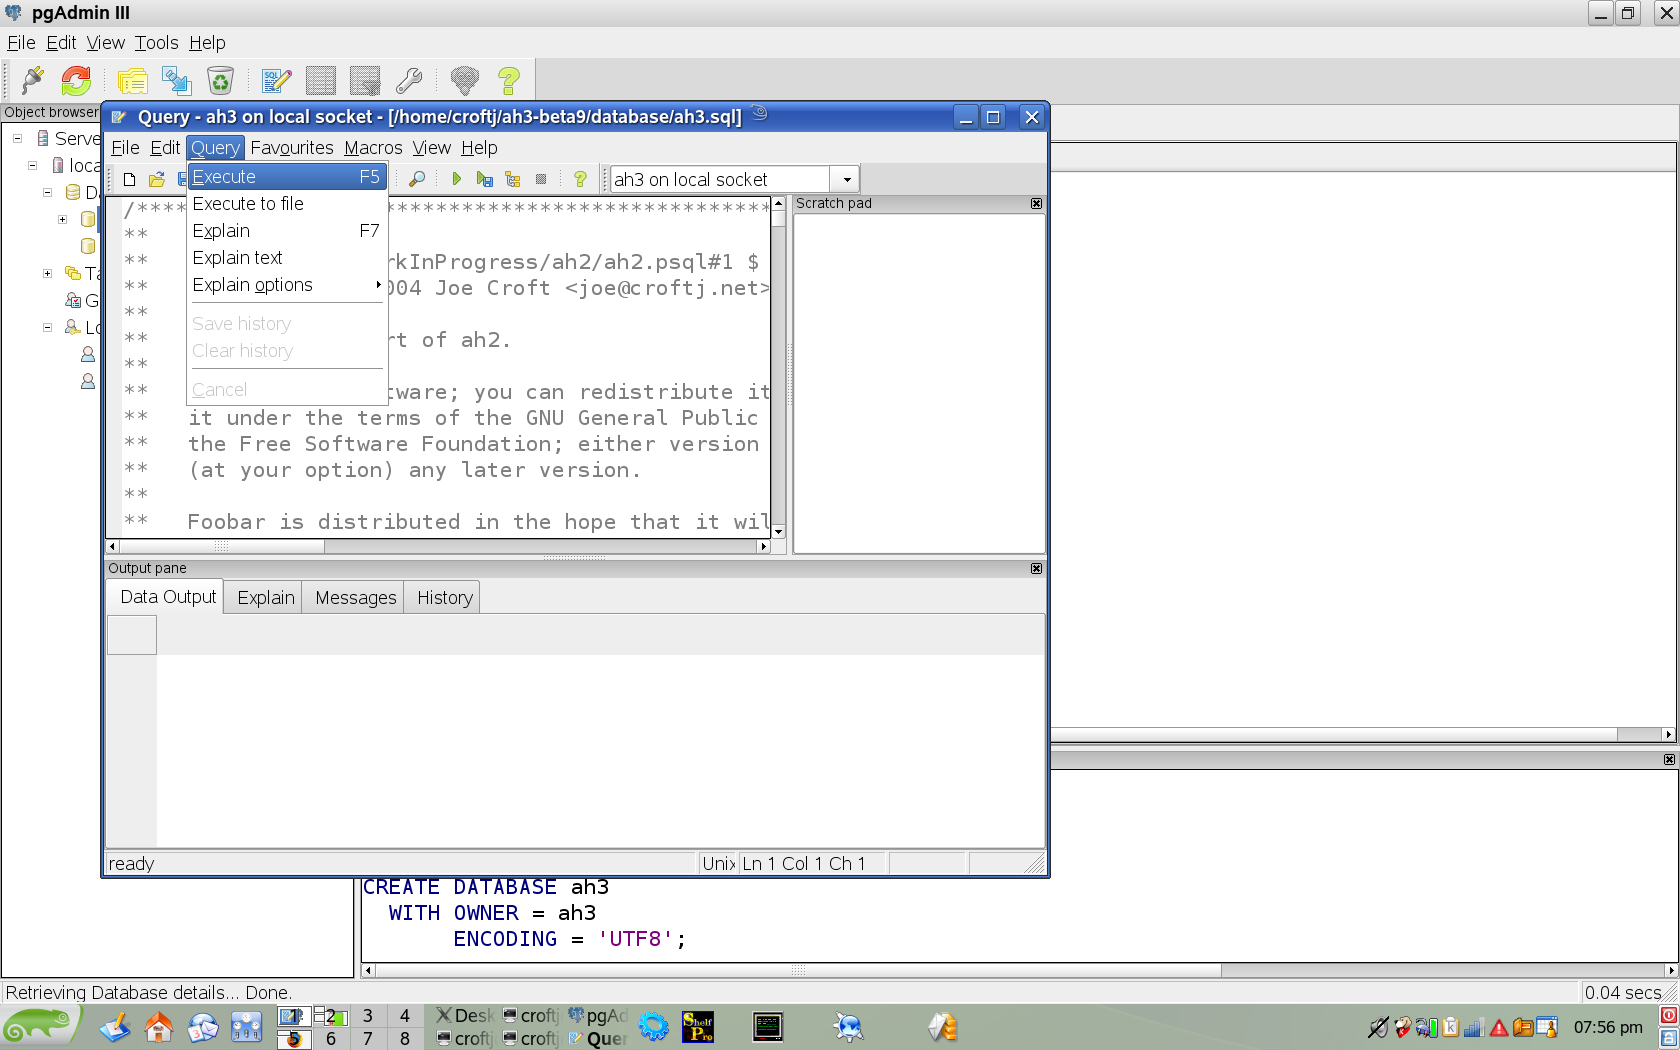 pgAdmin III
File Edit View Tools Help
Object browser
Query - ah3 on local socket - [/home/croftj/ah3-beta9/database/ah3.sql]
File Edit Query Favourites Macros View Help
ah3 on local socket
Execute F5
Execute to file
Explain F7
Explain text
Explain options
Save history
Clear history
Cancel
Scratch pad
** rkInProgress/ah2/ah2.psql#1 $
** 004 Joe Croft <joe@croftj.net>
**
** rt of ah2.
**
** tware; you can redistribute it
** it under the terms of the GNU General Public
** the Free Software Foundation; either version
** (at your option) any later version.
**
** Foobar is distributed in the hope that it wil
Output pane
Data Output Explain Messages History
ready Unix Ln 1 Col 1 Ch 1
CREATE DATABASE ah3
WITH OWNER = ah3
ENCODING = 'UTF8';
Retrieving Database details... Done. 0.04 secs
1 2 3 4
5 6 7 8
Desk croftj pgAd
croftj croftj Quer
Shelf Pro
07:56 pm